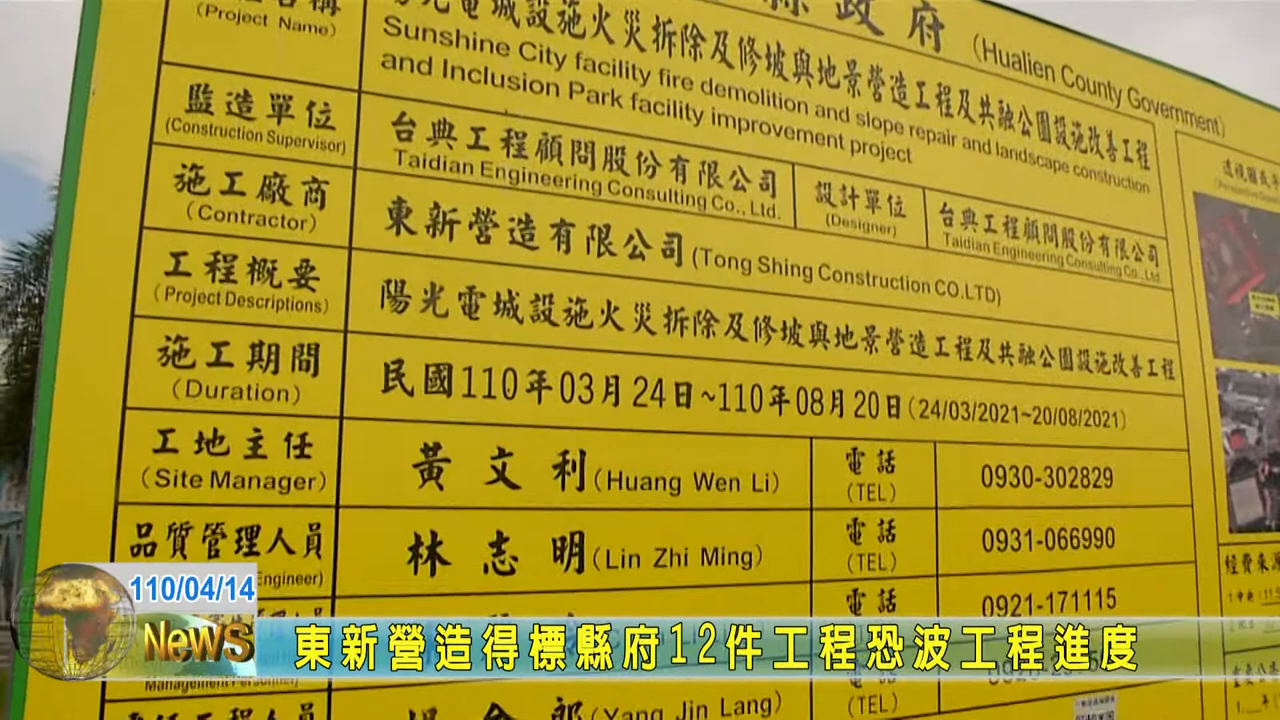 縣政府 (Hualien County Government)
(Project Name)
陽光電城設施火災拆除及修坡與地景營造工程及共融公園設施改善工程
Sunshine City facility fire demolition and slope repair and landscape construction
and Inclusion Park facility improvement project
監造單位
(Construction Supervisor)
台典工程顧問股份有限公司
Taidian Engineering Consulting Co., Ltd.
設計單位
(Designer)
台典工程顧問股份有限公司
Taidian Engineering Consulting Co., Ltd.
施工廠商
(Contractor)
東新營造有限公司 (Tong Shing Construction CO.LTD)
工程概要
(Project Descriptions)
陽光電城設施火災拆除及修坡與地景營造工程及共融公園設施改善工程
施工期間
(Duration)
民國110年03月24日~110年08月20日(24/03/2021~20/08/2021)
工地主任
(Site Manager)
黃文利(Huang Wen Li)
電話
(TEL)
0930-302829
品質管理人員
Engineer)
林志明(Lin Zhi Ming)
電話
(TEL)
0931-066990
電話
(TEL)
0921-171115
(Yang Jin Lang)
經費來源
110/04/14
NewS
東新營造得標縣府12件工程恐波工程進度